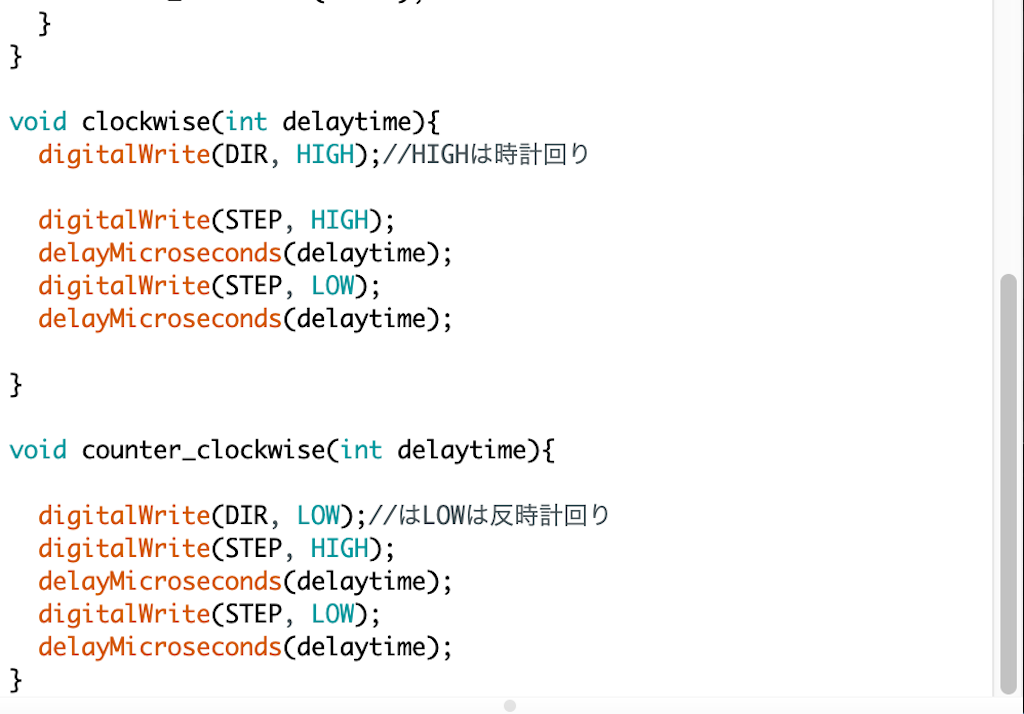 }
}
void clockwise(int delaytime){
digitalWrite(DIR, HIGH);//HIGHは時計回り
digitalWrite(STEP, HIGH);
delayMicroseconds(delaytime);
digitalWrite(STEP, LOW);
delayMicroseconds(delaytime);
}
void counter_clockwise(int delaytime){
digitalWrite(DIR, LOW);//はLOWは反時計回り
digitalWrite(STEP, HIGH);
delayMicroseconds(delaytime);
digitalWrite(STEP, LOW);
delayMicroseconds(delaytime);
}